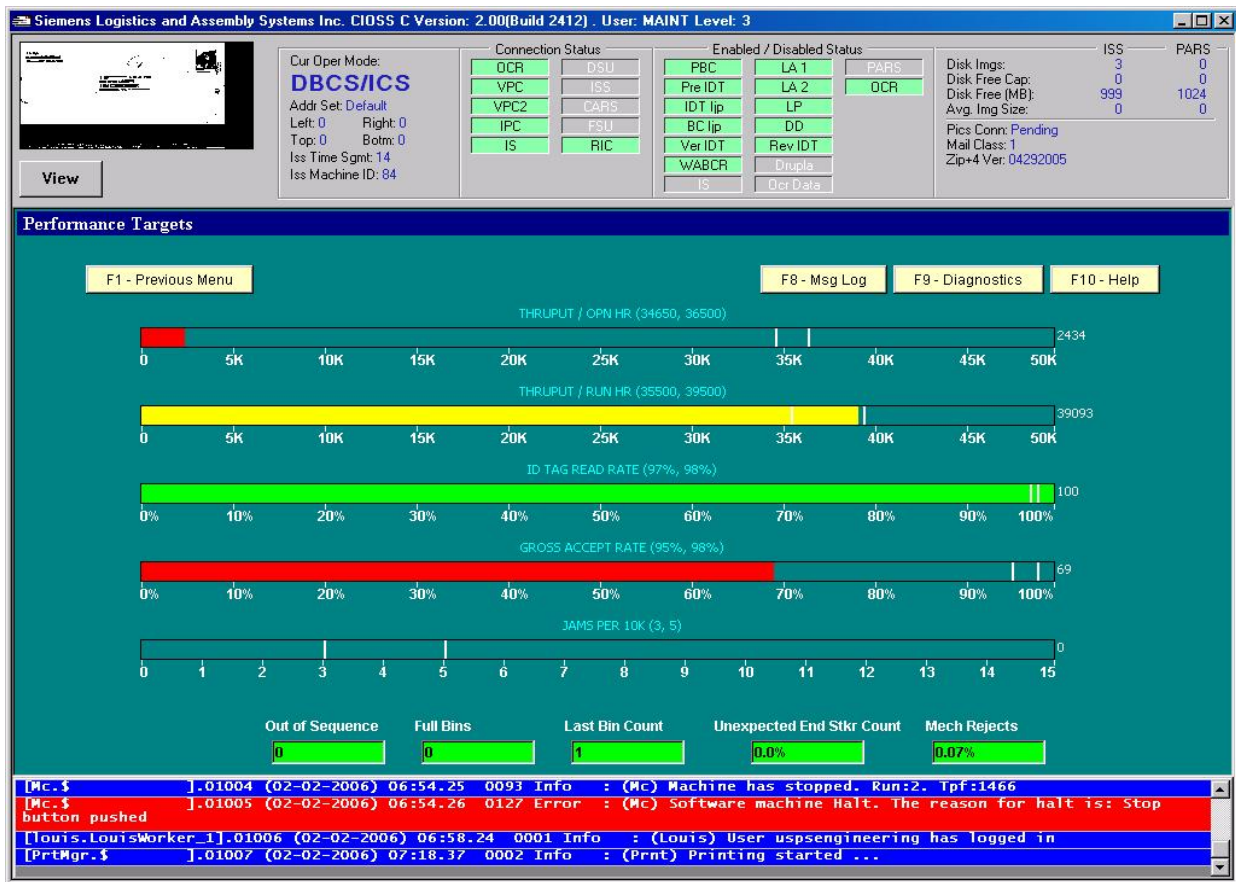 Siemens Logistics and Assembly Systems Inc. CIOSS C Version: 2.00(Build 2412) . User: MAINT Level: 3
View
Cur Oper Mode:
DBCS/ICS
Addr Set: Default
Left: 0 Right: 0
Top: 0 Botm: 0
Iss Time Sgmt: 14
Iss Machine ID: 84
Connection Status
OCR DSU
VPC ISS
VPC2 CARS
IPC FSU
IS RIC
Enabled / Disabled Status
PBC LA 1 PARS
Pre IDT LA 2 OCR
IDT Ijp LP
BC Ijp DD
Ver IDT Rev IDT
WABCR Drupla
IS Ocr Data
ISS PARS
Disk Imgs: 3 0
Disk Free Cap: 0 0
Disk Free (MB): 999 1024
Avg. Img Size: 0 0
Pics Conn: Pending
Mail Class: 1
Zip+4 Ver: 04292005
Performance Targets
F1 - Previous Menu F8 - Msg Log F9 - Diagnostics F10 - Help
THRUPUT / OPN HR (34650, 36500)
2434
0 5K 10K 15K 20K 25K 30K 35K 40K 45K 50K
THRUPUT / RUN HR (35500, 39500)
39093
0 5K 10K 15K 20K 25K 30K 35K 40K 45K 50K
ID TAG READ RATE (97%, 98%)
100
0% 10% 20% 30% 40% 50% 60% 70% 80% 90% 100%
GROSS ACCEPT RATE (95%, 98%)
69
0% 10% 20% 30% 40% 50% 60% 70% 80% 90% 100%
JAMS PER 10K (3, 5)
0
0 1 2 3 4 5 6 7 8 9 10 11 12 13 14 15
Out of Sequence Full Bins Last Bin Count Unexpected End Stkr Count Mech Rejects
0 0 1 0.0% 0.07%
[Mc.$ ].01004 (02-02-2006) 06:54.25 0093 Info : (Mc) Machine has stopped. Run:2. Tpf:1466
[Mc.$ ].01005 (02-02-2006) 06:54.26 0127 Error : (Mc) Software machine Halt. The reason for halt is: Stop
button pushed
[louis.LouisWorker_1].01006 (02-02-2006) 06:58.24 0001 Info : (Louis) User uspsengineering has logged in
[PrtMgr.$ ].01007 (02-02-2006) 07:18.37 0002 Info : (Prnt) Printing started ...